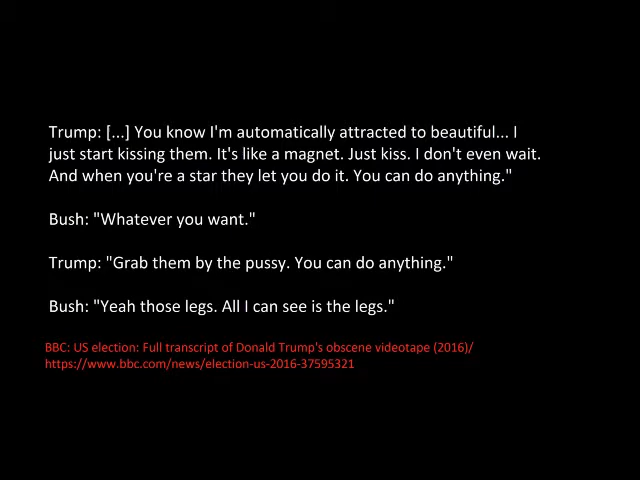 Trump: [...] You know I'm automatically attracted to beautiful... I
just start kissing them. It's like a magnet. Just kiss. I don't even wait.
And when you're a star they let you do it. You can do anything."
Bush: "Whatever you want."
Trump: "Grab them by the pussy. You can do anything."
Bush: "Yeah those legs. All I can see is the legs."
BBC: US election: Full transcript of Donald Trump's obscene videotape (2016)/
https://www.bbc.com/news/election-us-2016-37595321